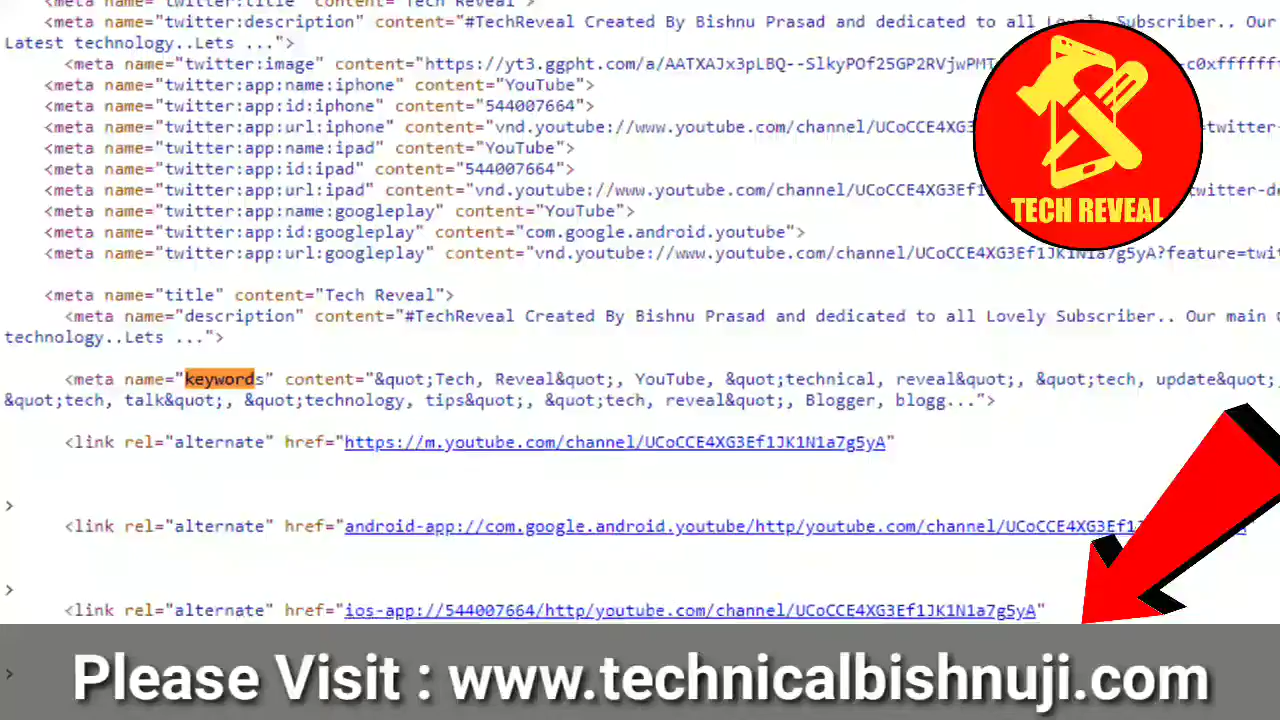 <meta name="twitter:title" content="Tech Reveal">
<meta name="twitter:description" content="#TechReveal Created By Bishnu Prasad and dedicated to all Lovely Subscriber.. Our
Latest technology..Lets ...">
<meta name="twitter:image" content="https://yt3.ggpht.com/a/
<meta name="twitter:app:name:iphone" content="YouTube">
<meta name="twitter:app:id:iphone" content="544007664">
<meta name="twitter:app:url:iphone" content="vnd.youtube://www.youtube.com/channel/UCoCCE4XG3
<meta name="twitter:app:name:ipad" content="YouTube">
<meta name="twitter:app:id:ipad" content="544007664">
<meta name="twitter:app:url:ipad" content="vnd.youtube://www.youtube.com/channel/UCoCCE4XG3Ef1
<meta name="twitter:app:name:googleplay" content="YouTube">
<meta name="twitter:app:id:googleplay" content="com.google.android.youtube">
<meta name="twitter:app:url:googleplay" content="vnd.youtube://www.youtube.com/channel/UCoCCE4XG3Ef1JK1N1a7g5yA?feature=twi
TECH REVEAL
<meta name="title" content="Tech Reveal">
<meta name="description" content="#TechReveal Created By Bishnu Prasad and dedicated to all Lovely Subscriber.. Our main
technology..Lets ...">
<meta name="keywords" content="&quot;Tech, Reveal&quot;, YouTube, &quot;technical, reveal&quot;, &quot;tech, update&quot;
&quot;tech, talk&quot;, &quot;technology, tips&quot;, &quot;tech, reveal&quot;, Blogger, blogg...">
<link rel="alternate" href="https://m.youtube.com/channel/UCoCCE4XG3Ef1JK1N1a7g5yA"
>
<link rel="alternate" href="android-app://com.google.android.youtube/http/youtube.com/channel/UCoCCE4XG3Ef1
>
<link rel="alternate" href="ios-app://544007664/http/youtube.com/channel/UCoCCE4XG3Ef1JK1N1a7g5yA"
>
Please Visit : www.technicalbishnuji.com